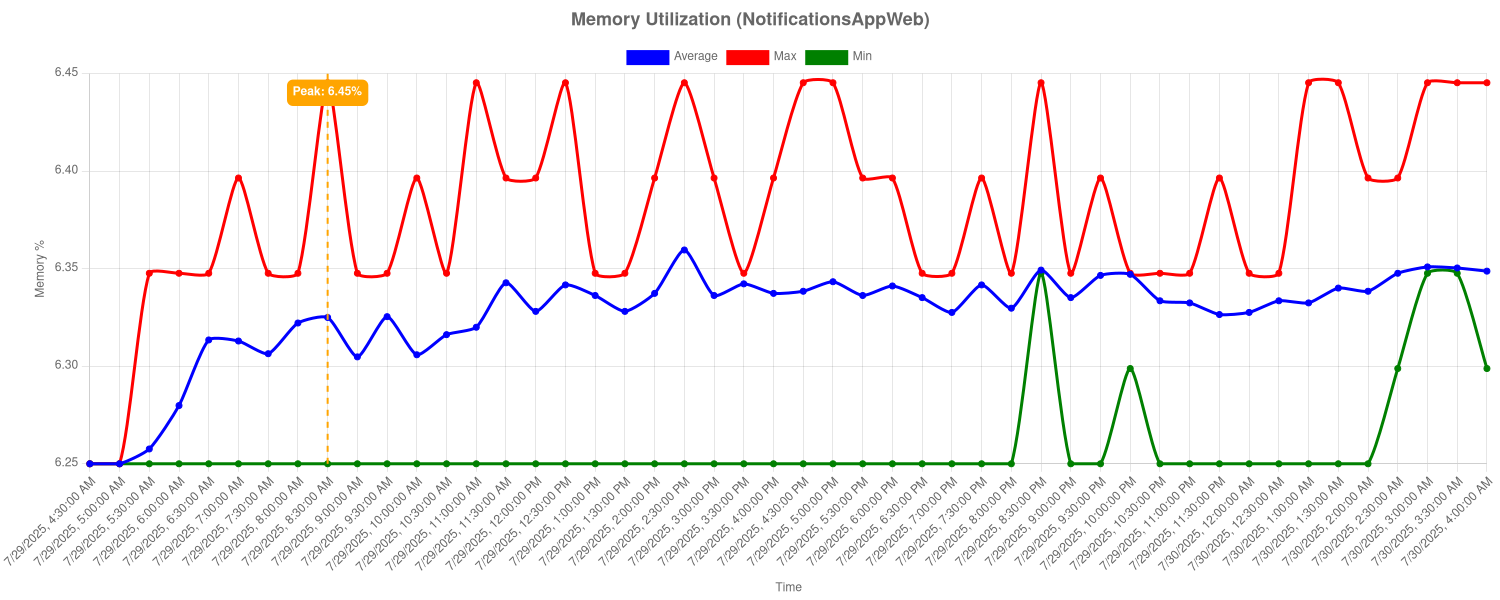 Memory Utilization (NotificationsAppWeb)
Average Max Min
Peak: 6.45%
6.45
6.40
6.35
6.30
6.25
Memory %
7/29/2025, 4:30:00 AM
7/29/2025, 5:00:00 AM
7/29/2025, 5:30:00 AM
7/29/2025, 6:00:00 AM
7/29/2025, 6:30:00 AM
7/29/2025, 7:00:00 AM
7/29/2025, 7:30:00 AM
7/29/2025, 8:00:00 AM
7/29/2025, 8:30:00 AM
7/29/2025, 9:00:00 AM
7/29/2025, 9:30:00 AM
7/29/2025, 10:00:00 AM
7/29/2025, 10:30:00 AM
7/29/2025, 11:00:00 AM
7/29/2025, 11:30:00 AM
7/29/2025, 12:00:00 PM
7/29/2025, 12:30:00 PM
7/29/2025, 1:00:00 PM
7/29/2025, 1:30:00 PM
7/29/2025, 2:00:00 PM
7/29/2025, 2:30:00 PM
7/29/2025, 3:00:00 PM
7/29/2025, 3:30:00 PM
7/29/2025, 4:00:00 PM
7/29/2025, 4:30:00 PM
7/29/2025, 5:00:00 PM
7/29/2025, 5:30:00 PM
7/29/2025, 6:00:00 PM
7/29/2025, 6:30:00 PM
7/29/2025, 7:00:00 PM
7/29/2025, 7:30:00 PM
7/29/2025, 8:00:00 PM
7/29/2025, 8:30:00 PM
7/29/2025, 9:00:00 PM
7/29/2025, 9:30:00 PM
7/29/2025, 10:00:00 PM
7/29/2025, 10:30:00 PM
7/29/2025, 11:00:00 PM
7/29/2025, 11:30:00 PM
7/30/2025, 12:00:00 AM
7/30/2025, 12:30:00 AM
7/30/2025, 1:00:00 AM
7/30/2025, 1:30:00 AM
7/30/2025, 2:00:00 AM
7/30/2025, 2:30:00 AM
7/30/2025, 3:00:00 AM
7/30/2025, 3:30:00 AM
7/30/2025, 4:00:00 AM
Time